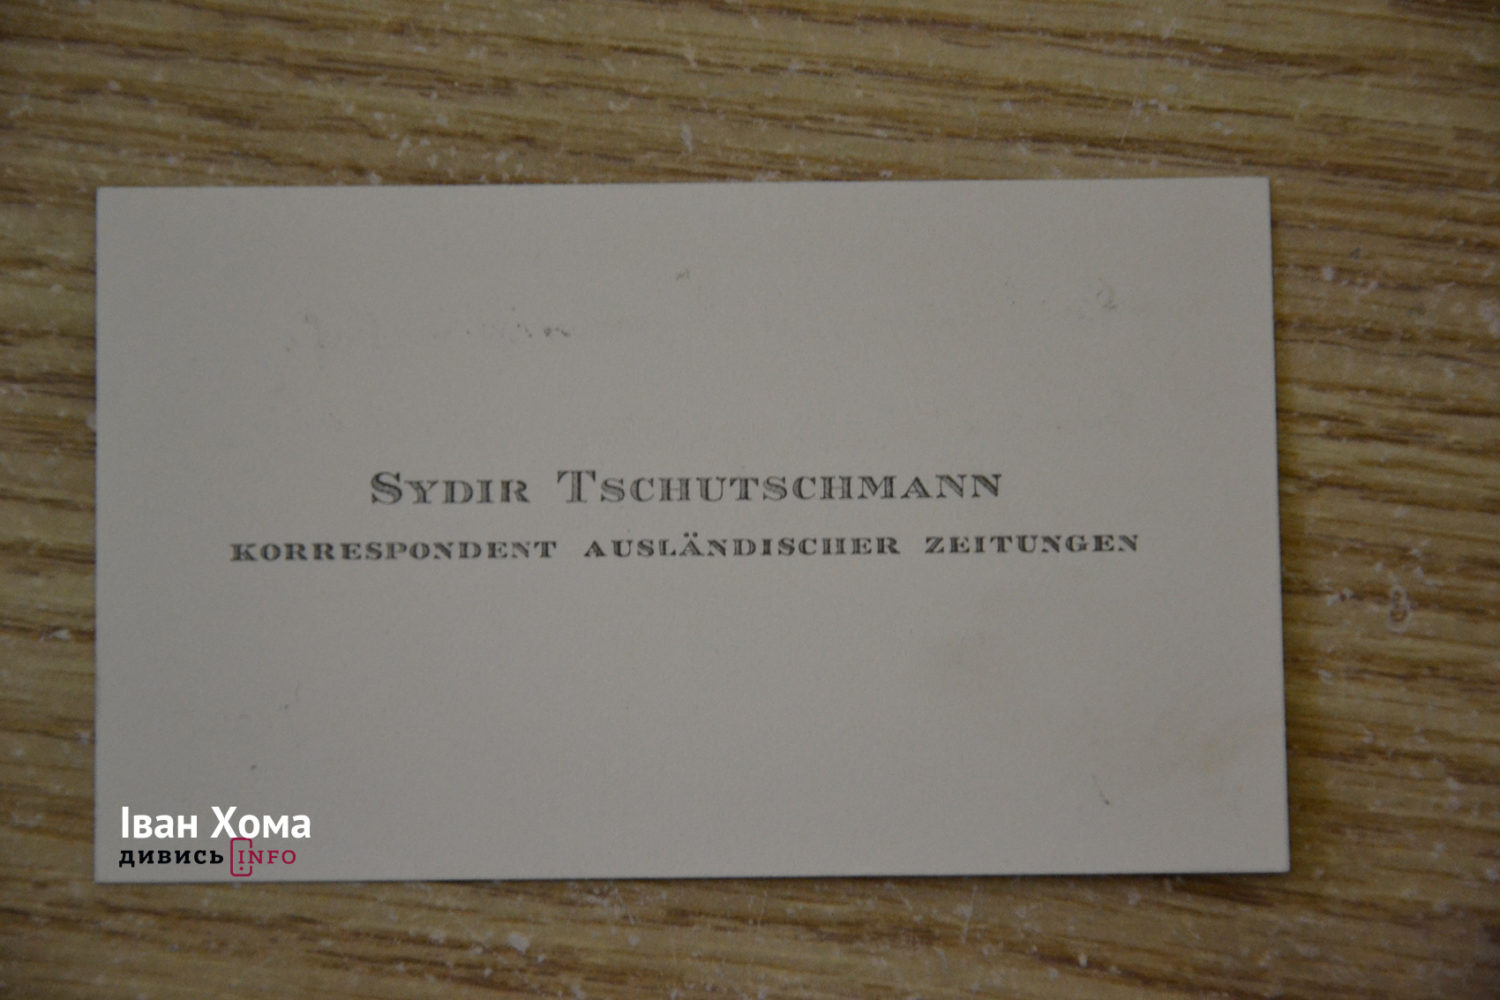 SYDIR TSCHUTSCHMANN
KORRESPONDENT AUSLÄNDISCHER ZEITUNGEN
Іван Хома
дивись INFO